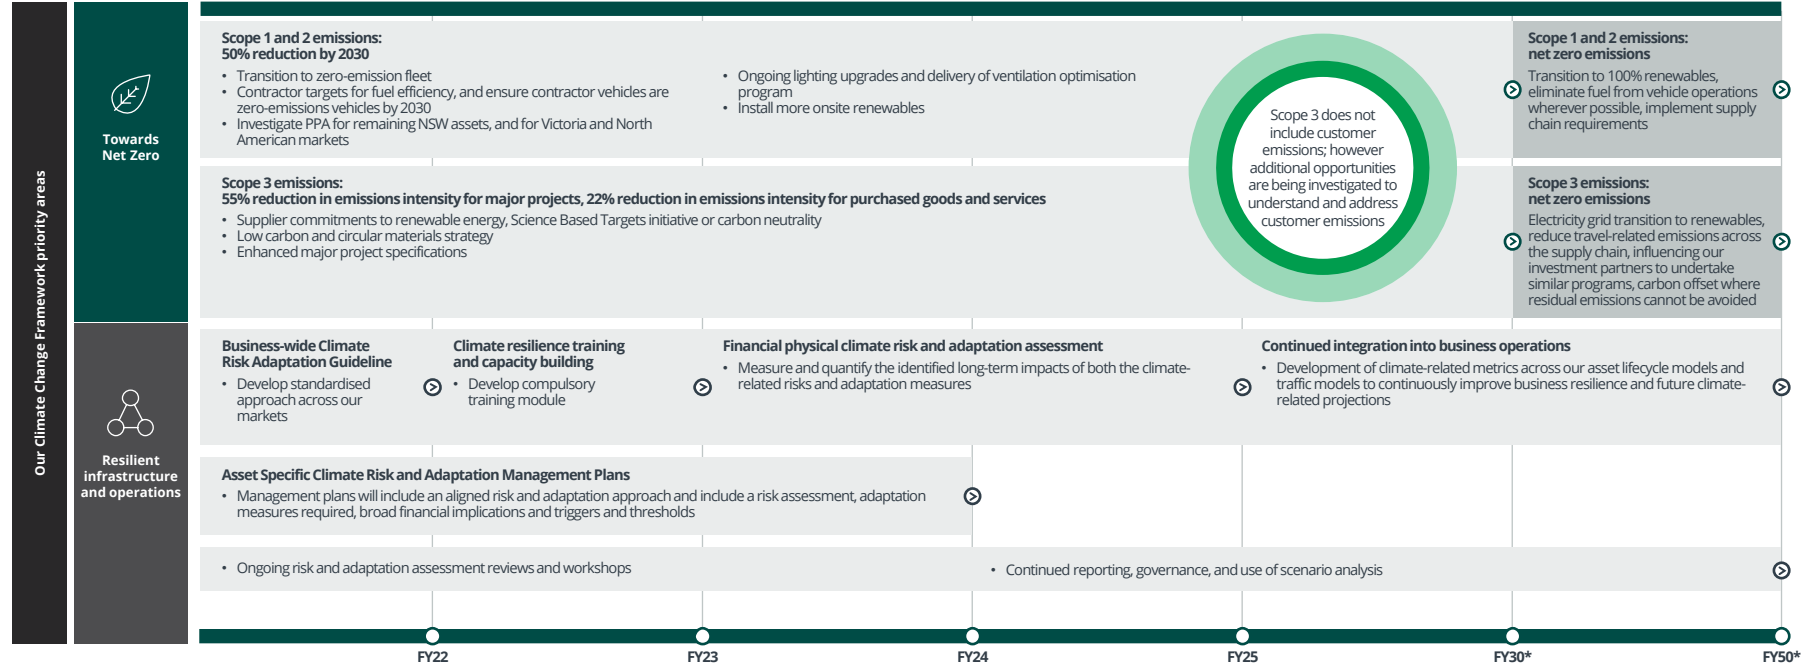 Our Climate Change Framework priority areas
Towards
Net Zero
Scope 1 and 2 emissions:
50% reduction by 2030
• Transition to zero-emission fleet
• Contractor targets for fuel efficiency, and ensure contractor vehicles are
zero-emissions vehicles by 2030
• Investigate PPA for remaining NSW assets, and for Victoria and North
American markets
• Ongoing lighting upgrades and delivery of ventilation optimisation
program
• Install more onsite renewables
Scope 3 does not
include customer
emissions; however
additional opportunities
are being investigated to
understand and address
customer emissions
Scope 1 and 2 emissions:
net zero emissions
Transition to 100% renewables,
eliminate fuel from vehicle operations
wherever possible, implement supply
chain requirements
Scope 3 emissions:
55% reduction in emissions intensity for major projects, 22% reduction in emissions intensity for purchased goods and services
• Supplier commitments to renewable energy, Science Based Targets initiative or carbon neutrality
• Low carbon and circular materials strategy
• Enhanced major project specifications
Scope 3 emissions:
net zero emissions
Electricity grid transition to renewables,
reduce travel-related emissions across
the supply chain, influencing our
investment partners to undertake
similar programs, carbon offset where
residual emissions cannot be avoided
Resilient
infrastructure
and operations
Business-wide Climate
Risk Adaptation Guideline
• Develop standardised
approach across our
markets
Climate resilience training
and capacity building
• Develop compulsory
training module
Financial physical climate risk and adaptation assessment
• Measure and quantify the identified long-term impacts of both the climate-
related risks and adaptation measures
Continued integration into business operations
• Development of climate-related metrics across our asset lifecycle models and
traffic models to continuously improve business resilience and future climate-
related projections
Asset Specific Climate Risk and Adaptation Management Plans
• Management plans will include an aligned risk and adaptation approach and include a risk assessment, adaptation
measures required, broad financial implications and triggers and thresholds
• Ongoing risk and adaptation assessment reviews and workshops
• Continued reporting, governance, and use of scenario analysis
FY22
FY23
FY24
FY25
FY30*
FY50*